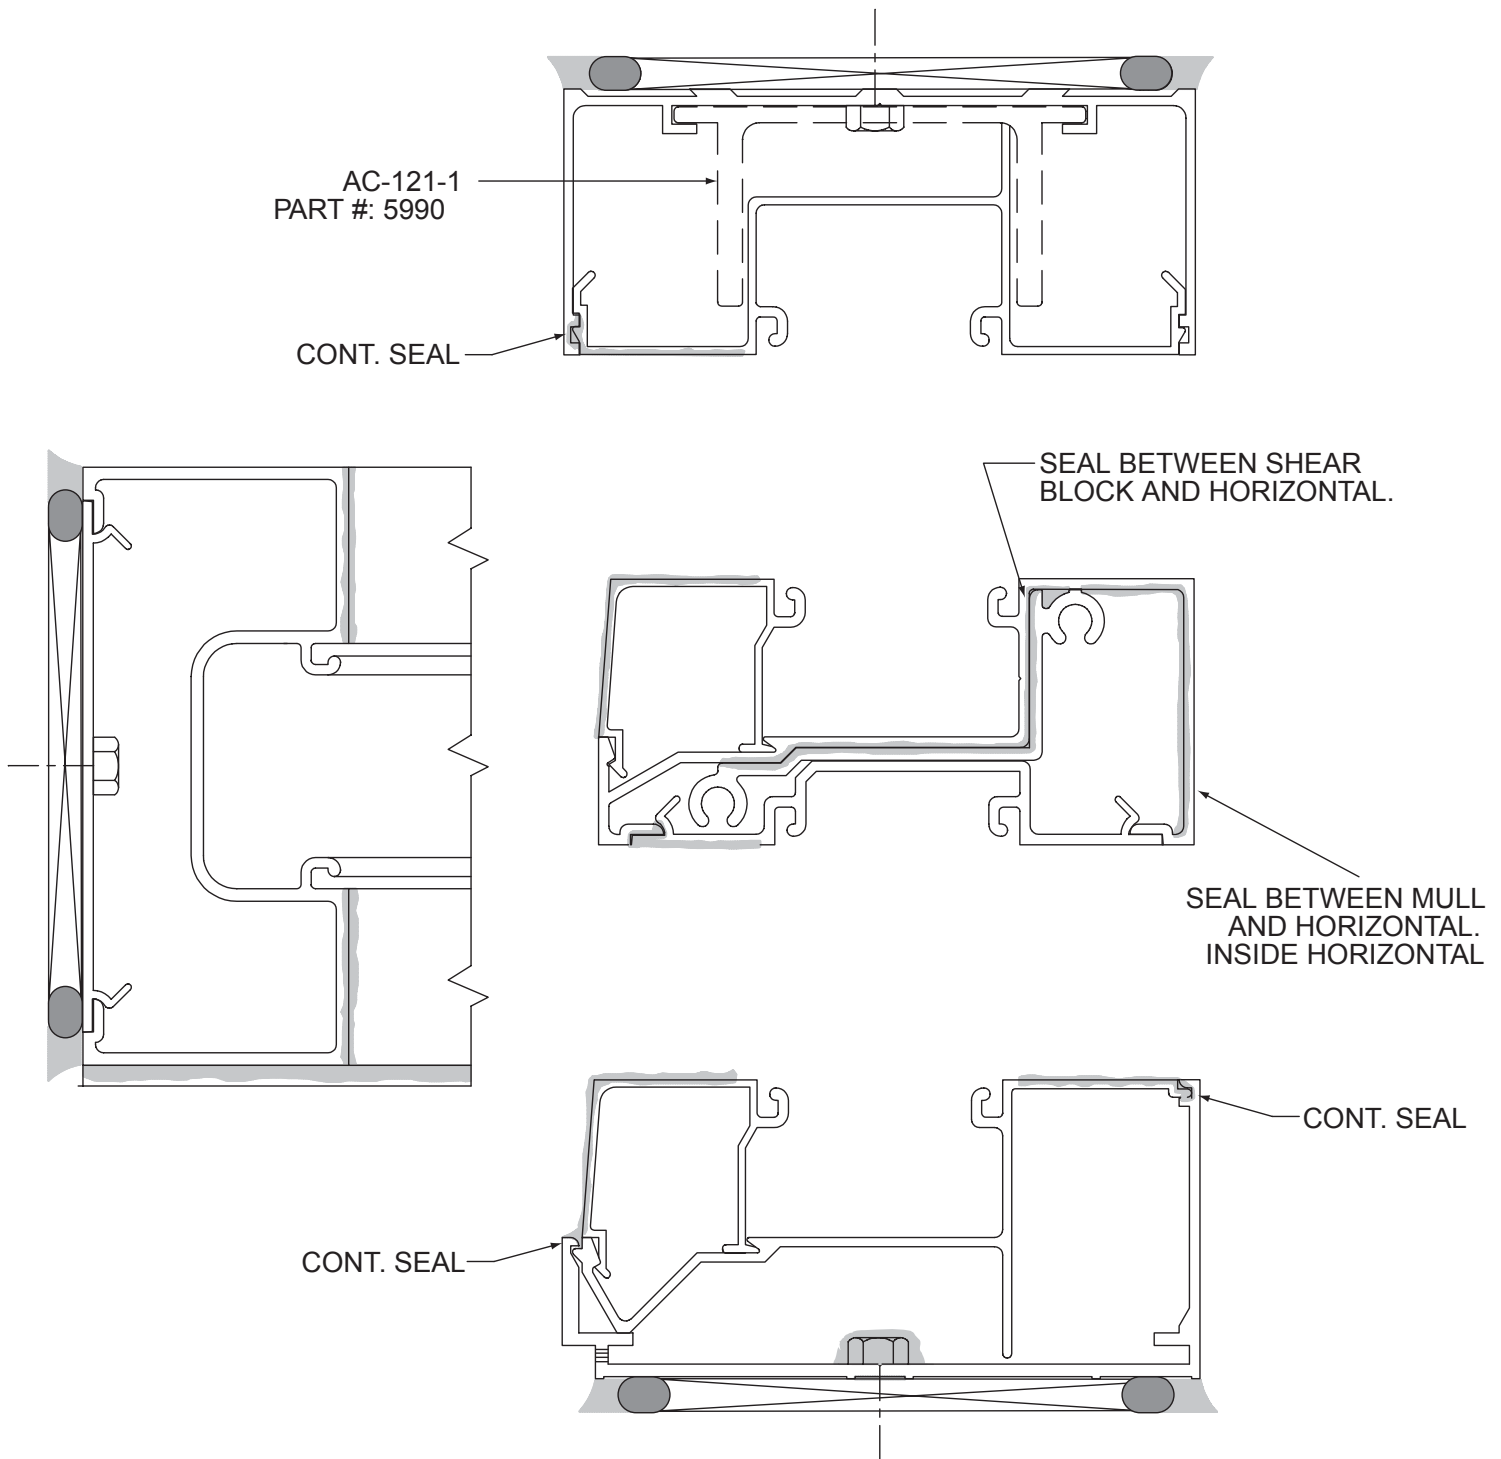 AC-121-1
PART #: 5990
CONT. SEAL
SEAL BETWEEN SHEAR
BLOCK AND HORIZONTAL.
SEAL BETWEEN MULL
AND HORIZONTAL.
INSIDE HORIZONTAL
CONT. SEAL
CONT. SEAL